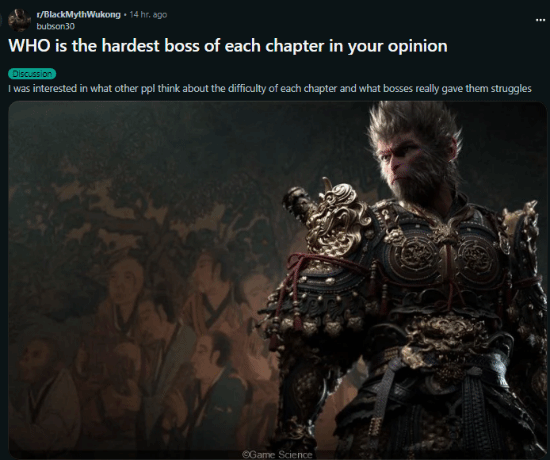 r/BlackMythWukong • 14 hr. ago
bubson30
WHO is the hardest boss of each chapter in your opinion
Discussion
I was interested in what other ppl think about the difficulty of each chapter and what bosses really gave them struggles
©Game Science